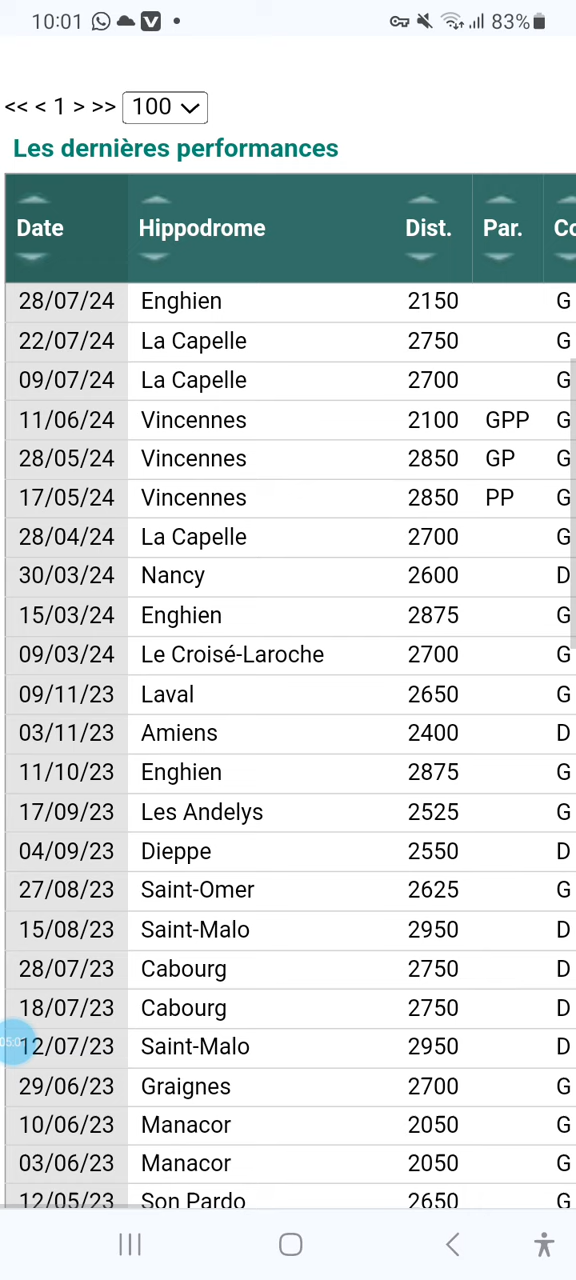 10:01 83%
<< < 1 > >> 100
Les dernières performances
Date Hippodrome Dist. Par. Co
28/07/24 Enghien 2150 G
22/07/24 La Capelle 2750 G
09/07/24 La Capelle 2700 G
11/06/24 Vincennes 2100 GPP G
28/05/24 Vincennes 2850 GP G
17/05/24 Vincennes 2850 PP G
28/04/24 La Capelle 2700 G
30/03/24 Nancy 2600 D
15/03/24 Enghien 2875 G
09/03/24 Le Croisé-Laroche 2700 G
09/11/23 Laval 2650 G
03/11/23 Amiens 2400 D
11/10/23 Enghien 2875 G
17/09/23 Les Andelys 2525 G
04/09/23 Dieppe 2550 D
27/08/23 Saint-Omer 2625 G
15/08/23 Saint-Malo 2950 D
28/07/23 Cabourg 2750 D
18/07/23 Cabourg 2750 D
12/07/23 Saint-Malo 2950 D
29/06/23 Graignes 2700 G
10/06/23 Manacor 2050 G
03/06/23 Manacor 2050 G
12/05/23 Son Pardo 2650 G